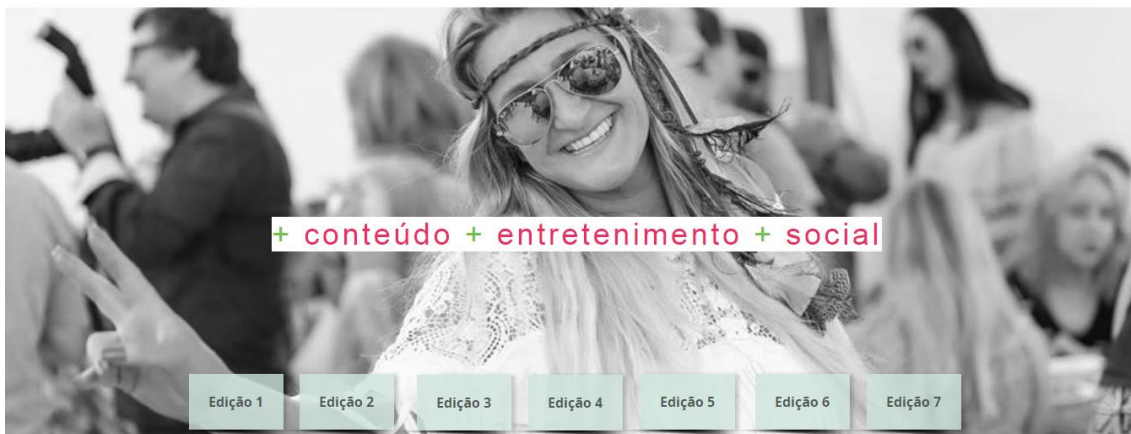 + conteúdo + entretenimento + social
Edição 1 Edição 2 Edição 3 Edição 4 Edição 5 Edição 6 Edição 7